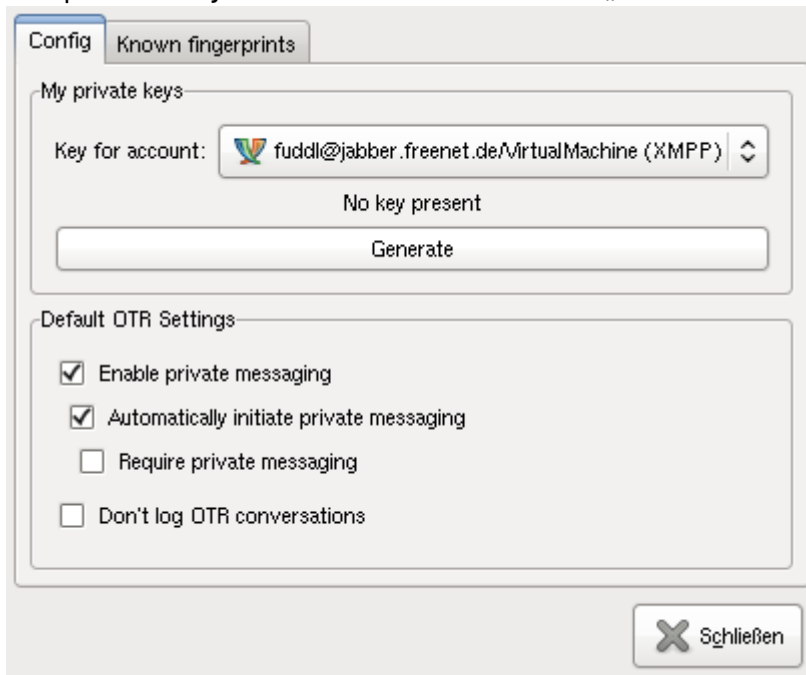 Config Known fingerprints
My private keys
Key for account: fuddl@jabber.freenet.de/VirtualMachine (XMPP)
No key present
Generate
Default OTR Settings
Enable private messaging
Automatically initiate private messaging
Require private messaging
Don't log OTR conversations
Schließen